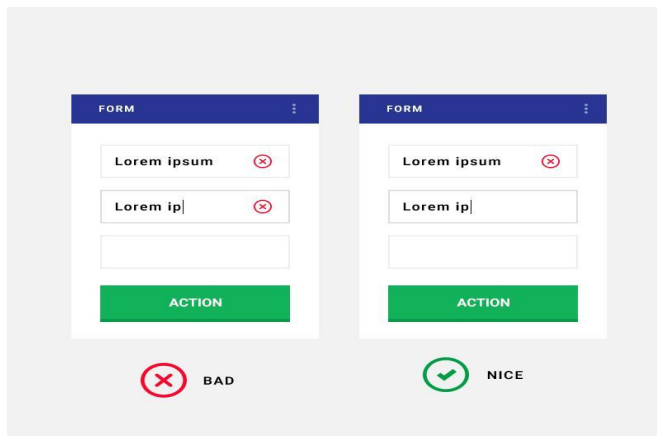 FORM
Lorem ipsum
Lorem ip
ACTION
BAD
FORM
Lorem ipsum
Lorem ip
ACTION
NICE